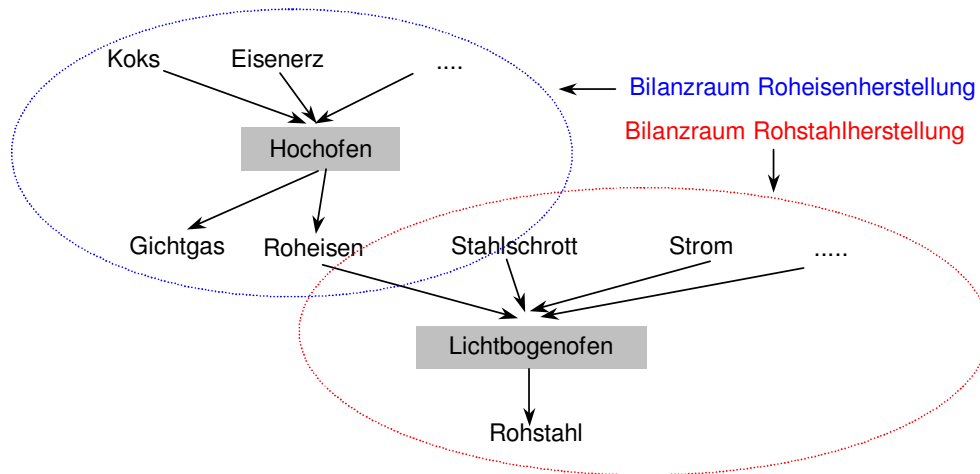 Koks Eisenerz ....
Bilanzraum Roheisenherstellung
Bilanzraum Rohstahlherstellung
Hochofen
Gichtgas Roheisen Stahlschrott Strom .....
Lichtbogenofen
Rohstahl